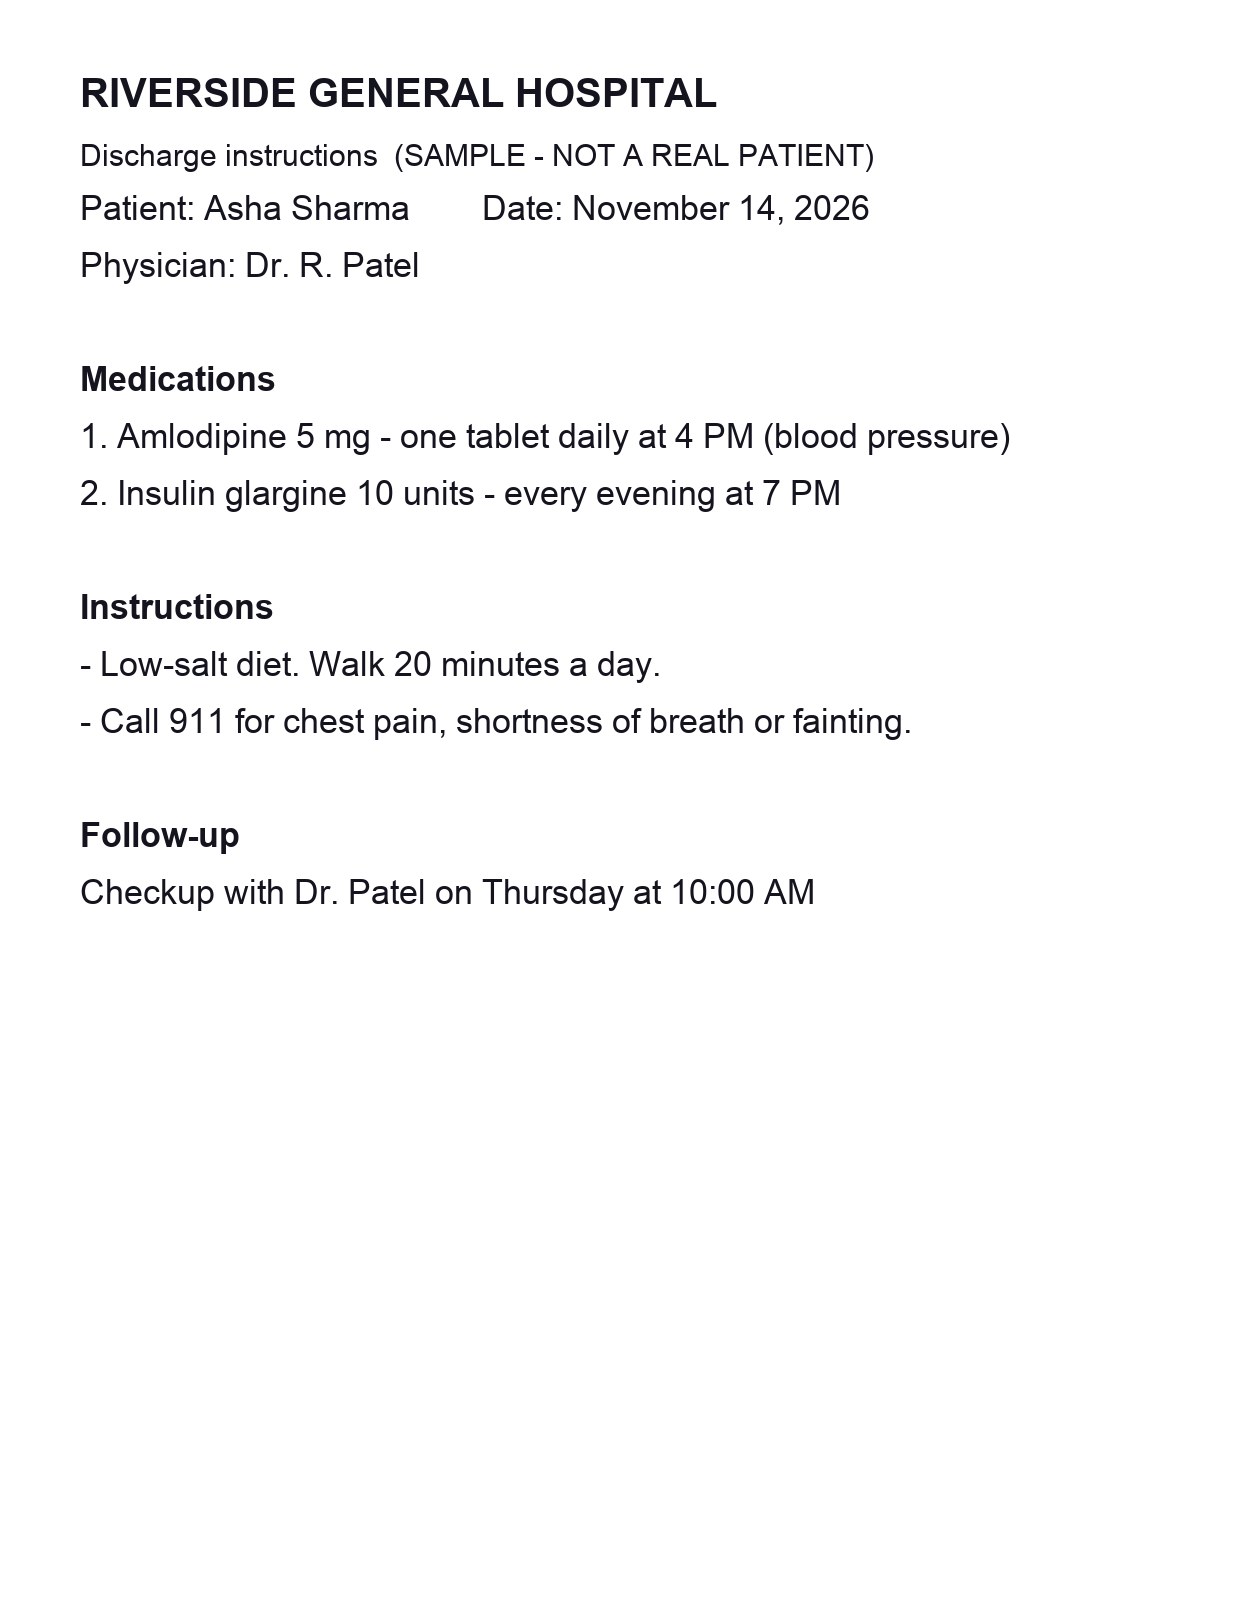 RIVERSIDE GENERAL HOSPITAL
Discharge instructions (SAMPLE - NOT A REAL PATIENT)
Patient: Asha Sharma Date: November 14, 2026
Physician: Dr. R. Patel
Medications
1. Amlodipine 5 mg - one tablet daily at 4 PM (blood pressure)
2. Insulin glargine 10 units - every evening at 7 PM
Instructions
- Low-salt diet. Walk 20 minutes a day.
- Call 911 for chest pain, shortness of breath or fainting.
Follow-up
Checkup with Dr. Patel on Thursday at 10:00 AM